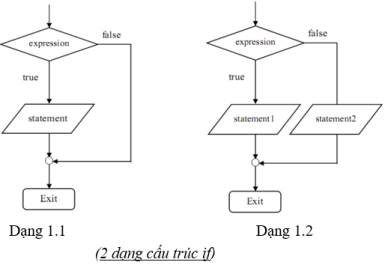 expression
false
true
statement
Exit
Dạng 1.1
expression
false
true
statement1
statement2
Exit
Dạng 1.2
(2 dạng cấu trúc if)